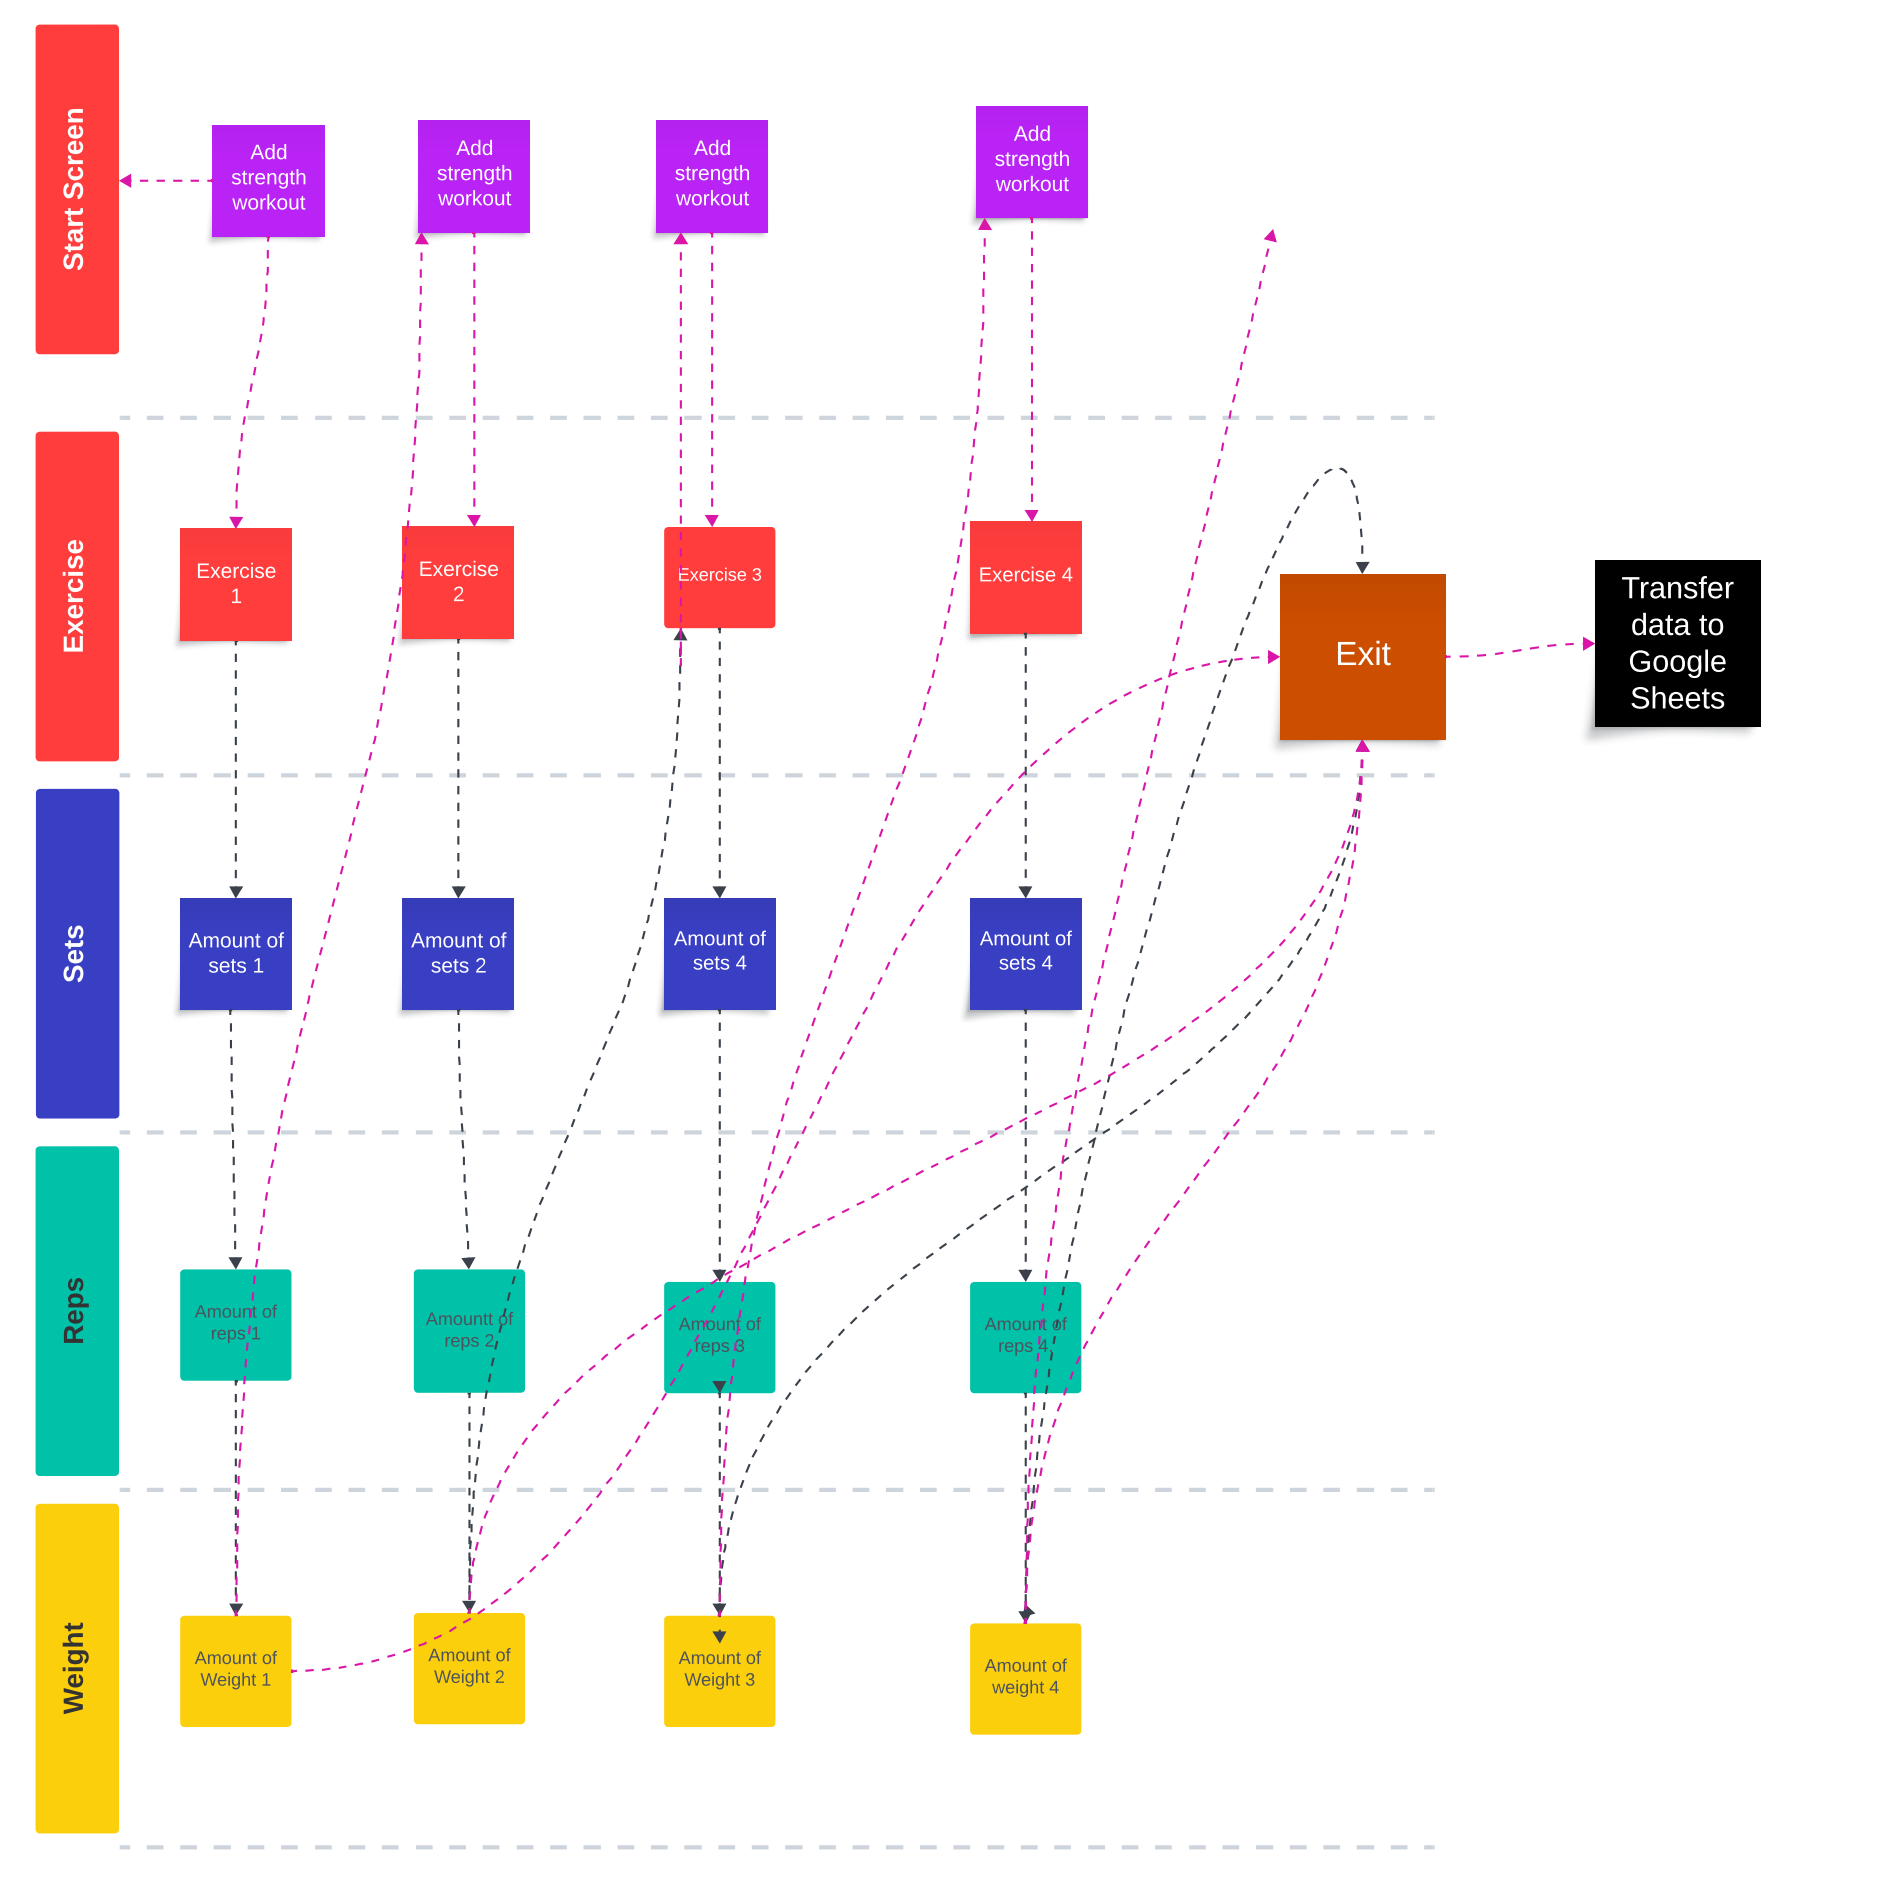 Start Screen
Add
strength
workout
Add
strength
workout
Add
strength
workout
Add
strength
workout
Exercise
Exercise
1
Exercise
2
Exercise 3
Exercise 4
Exit
Transfer
data to
Google
Sheets
Sets
Amount of
sets 1
Amount of
sets 2
Amount of
sets 4
Amount of
sets 4
Reps
Amount of
reps 1
Amountt of
reps 2
Amount of
reps 3
Amount of
reps 4
Weight
Amount of
Weight 1
Amount of
Weight 2
Amount of
Weight 3
Amount of
weight 4